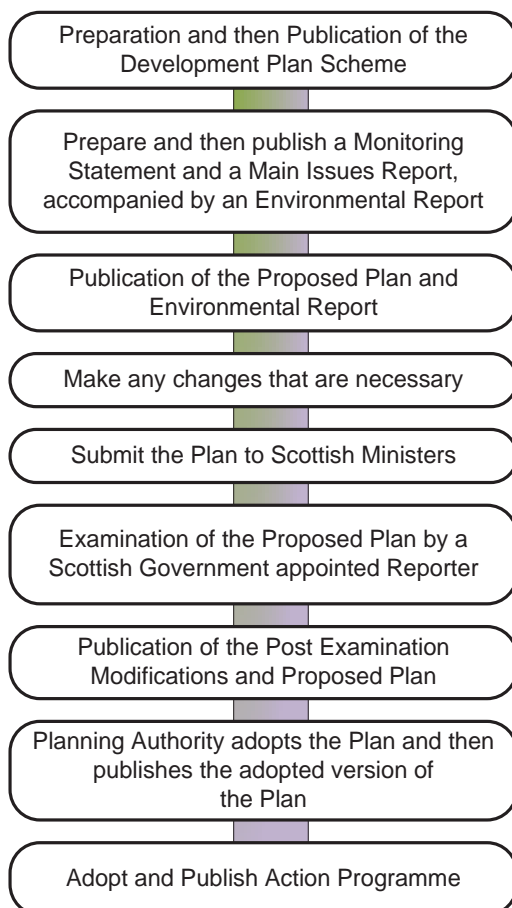 Preparation and then Publication of the
Development Plan Scheme
Prepare and then publish a Monitoring
Statement and a Main Issues Report,
accompanied by an Environmental Report
Publication of the Proposed Plan and
Environmental Report
Make any changes that are necessary
Submit the Plan to Scottish Ministers
Examination of the Proposed Plan by a
Scottish Government appointed Reporter
Publication of the Post Examination
Modifications and Proposed Plan
Planning Authority adopts the Plan and then
publishes the adopted version of
the Plan
Adopt and Publish Action Programme